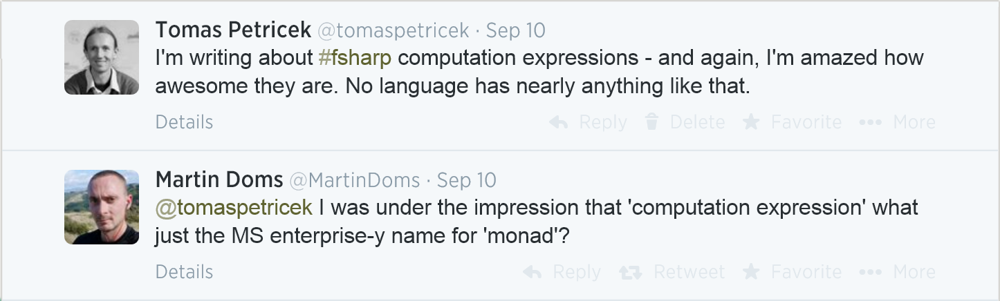 Tomas Petricek @tomaspetricek · Sep 10
I'm writing about #fsharp computation expressions - and again, I'm amazed how
awesome they are. No language has nearly anything like that.
Details Reply Delete Favorite More
Martin Doms @MartinDoms · Sep 10
@tomaspetricek I was under the impression that 'computation expression' what
just the MS enterprise-y name for 'monad'?
Details Reply Retweet Favorite More